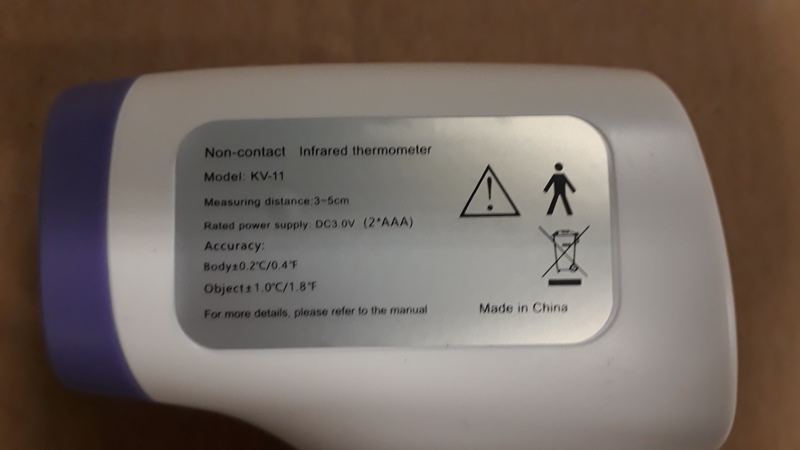 Non-contact Infrared thermometer
Model: KV-11
Measuring distance:3~5cm
Rated power supply: DC3.0V (2*AAA)
Accuracy:
Body±0.2℃/0.4℉
Object±1.0℃/1.8℉
For more details, please refer to the manual
Made in China